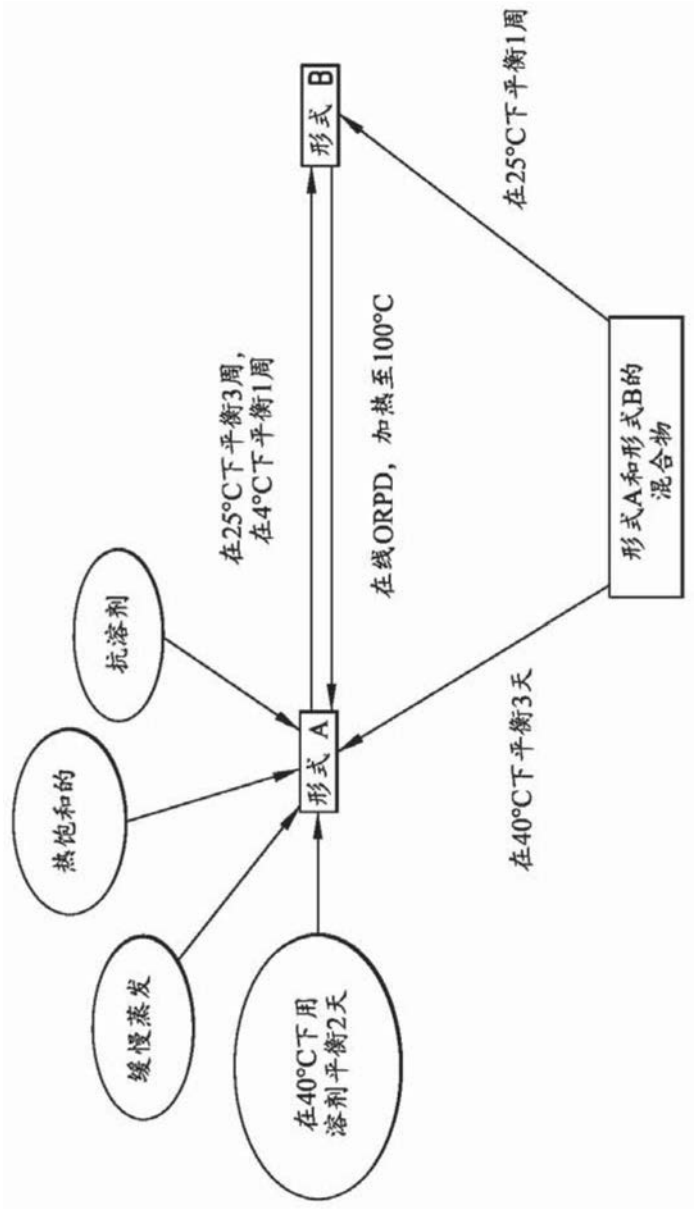 缓慢蒸发
热饱和的
抗溶剂
在40°C下用
溶剂平衡2天
形式 A
在25°C下平衡3周，
在4°C下平衡1周
在线ORPD，加热至100°C
形式 B
在40°C下平衡3天
在25°C下平衡1周
形式A和形式B的
混合物